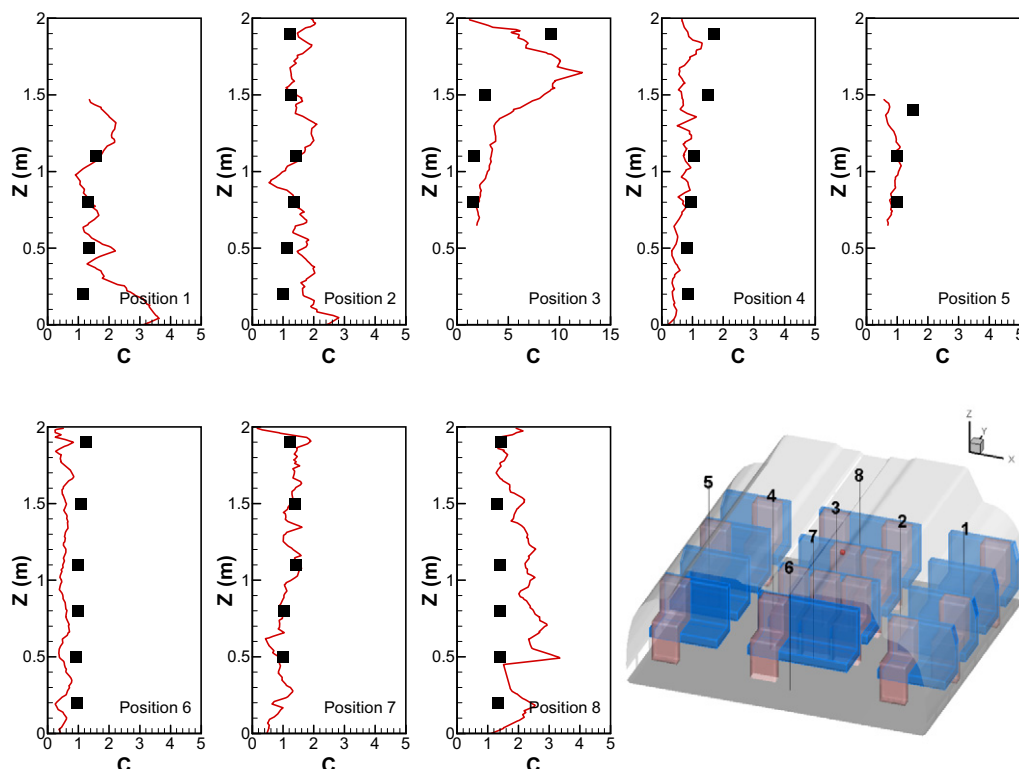 2
1.5
1
0.5
0
Z (m)
Position 1
0 1 2 3 4 5
C
2
1.5
1
0.5
0
Z (m)
Position 2
0 1 2 3 4 5
C
2
1.5
1
0.5
0
Z (m)
Position 3
0 5 10 15
C
2
1.5
1
0.5
0
Z (m)
Position 4
0 1 2 3 4 5
C
2
1.5
1
0.5
0
Z (m)
Position 5
0 1 2 3 4 5
C
2
1.5
1
0.5
0
Z (m)
Position 6
0 1 2 3 4 5
C
2
1.5
1
0.5
0
Z (m)
Position 7
0 1 2 3 4 5
C
2
1.5
1
0.5
0
Z (m)
Position 8
0 1 2 3 4 5
C
Z
Y
X
5
4
8
3
2
1
7
6